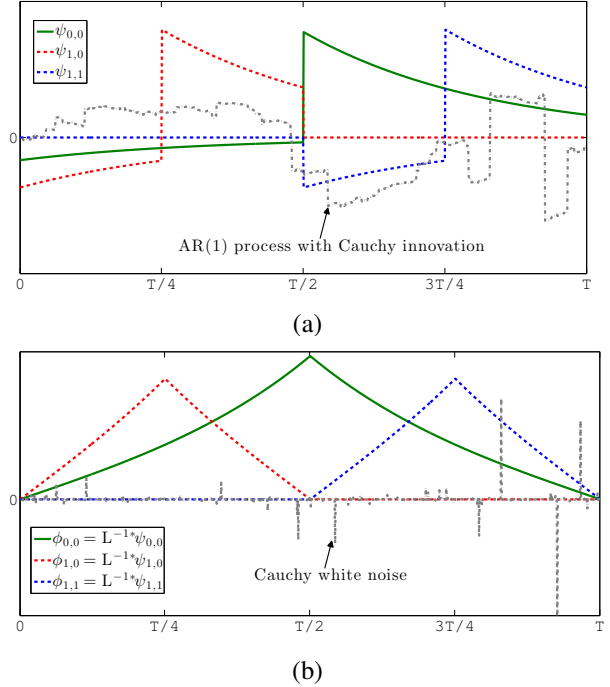 ψ0,0
ψ1,0
ψ1,1
0
AR(1) process with Cauchy innovation
0 T/4 T/2 3T/4 T
(a)
0
ϕ0,0 = L−1*ψ0,0
ϕ1,0 = L−1*ψ1,0
ϕ1,1 = L−1*ψ1,1
Cauchy white noise
0 T/4 T/2 3T/4 T
(b)